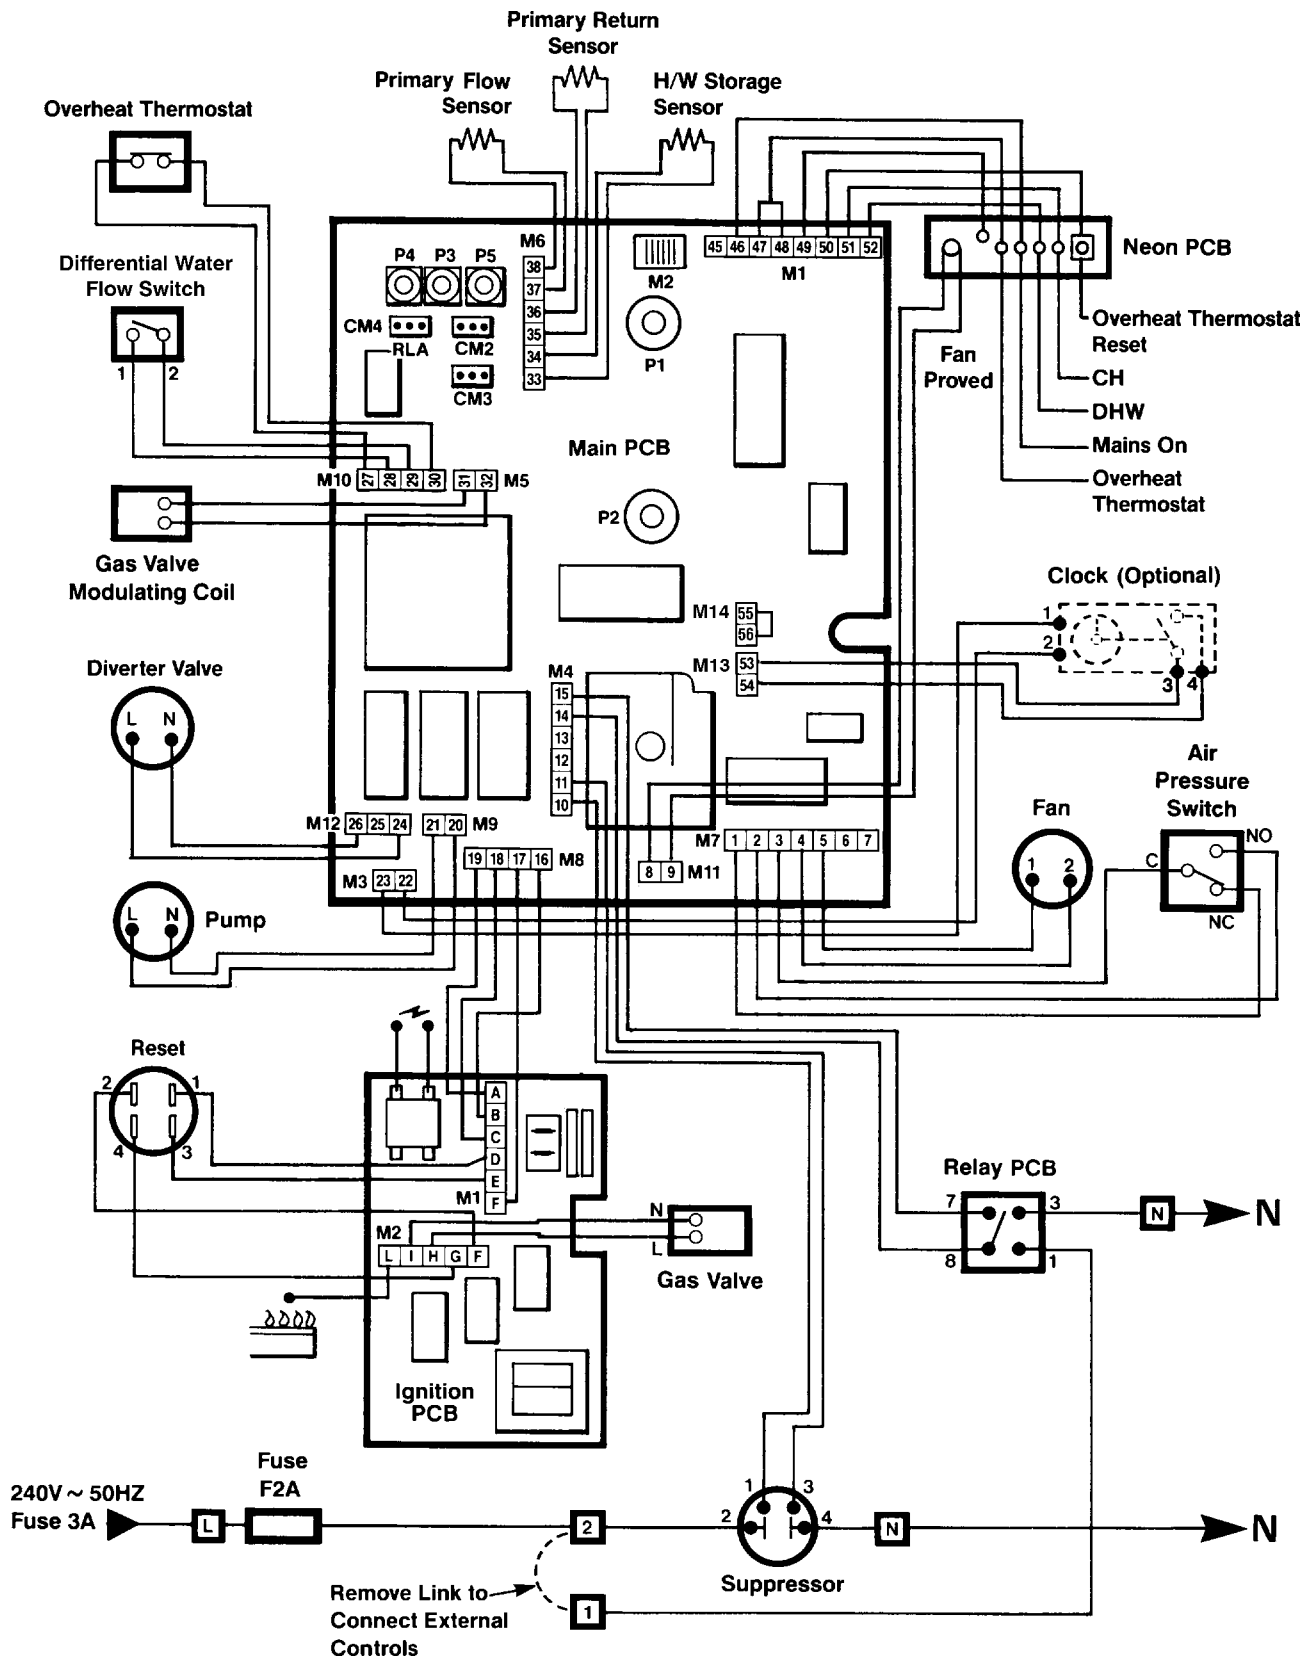 Primary Return
Sensor
Primary Flow
Sensor
H/W Storage
Sensor
Overheat Thermostat
M6
38
37
36
35
34
33
P4 P3 P5
CM4
RLA
CM2
CM3
M2
P1
45 46 47 48 49 50 51 52
M1
Neon PCB
Differential Water
Flow Switch
1 2
Fan
Proved
Overheat Thermostat
Reset
CH
DHW
Mains On
Overheat
Thermostat
Main PCB
M10 27 28 29 30
31 32 M5
P2
Gas Valve
Modulating Coil
Clock (Optional)
1
2
3 4
M14 55
56
M13 53
54
Diverter Valve
L N
M4
15
14
13
12
11
10
Air
Pressure
Switch
NO
C
NC
Fan
1 2
M12 26 25 24
21 20 M9
M7 1 2 3 4 5 6 7
19 18 17 16 M8
8 9 M11
M3 23 22
Pump
L N
Reset
2 1
4 3
A
B
C
D
E
F
M1
M2
L I H G F
N
L
Gas Valve
Relay PCB
7 3
8 1
N N
Ignition
PCB
Fuse
F2A
240V ~ 50HZ
Fuse 3A
L
2
1 3
2 4
N N
Suppressor
Remove Link to
Connect External
Controls
1